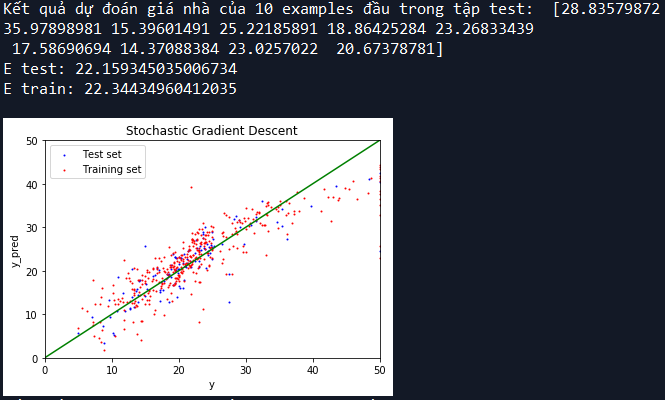 Kết quả dự đoán giá nhà của 10 examples đầu trong tập test:  [28.83579872
35.97898981 15.39601491 25.22185891 18.86425284 23.26833439
 17.58690694 14.37088384 23.0257022  20.67378781]
E test: 22.159345035006734
E train: 22.34434960412035
Stochastic Gradient Descent
50
Test set
Training set
40
30
y_pred
20
10
0
0 10 20 30 40 50
y